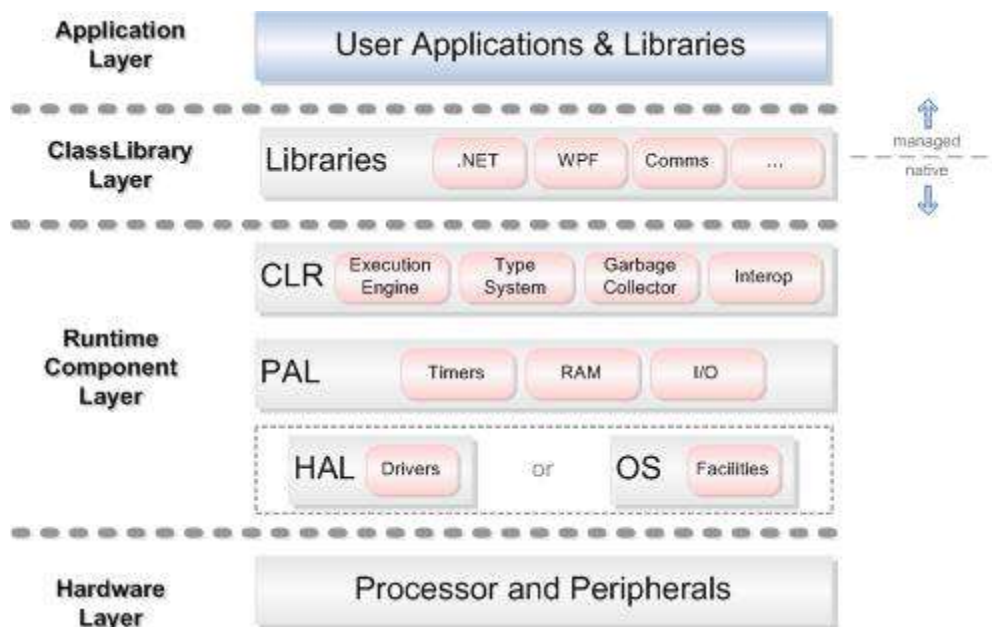 Application
Layer
User Applications & Libraries
managed
native
ClassLibrary
Layer
Libraries
.NET
WPF
Comms
...
Runtime
Component
Layer
CLR
Execution
Engine
Type
System
Garbage
Collector
Interop
PAL
Timers
RAM
I/O
HAL
Drivers
or
OS
Facilities
Hardware
Layer
Processor and Peripherals